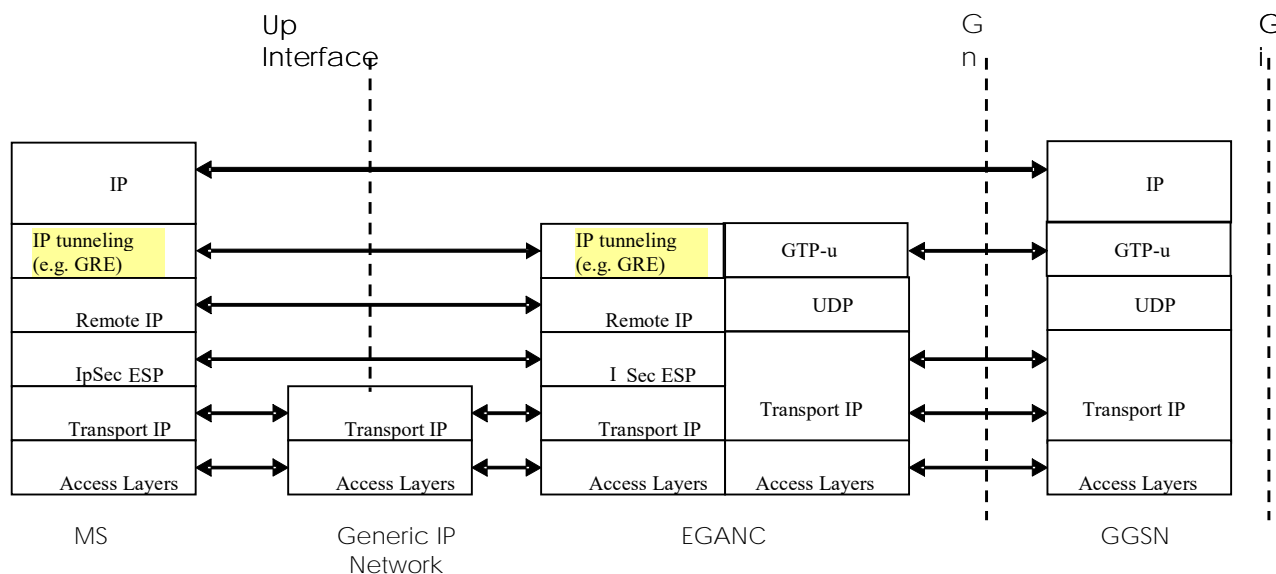 Up
Interface
G
n
G
i
IP
IP
IP tunneling
(e.g. GRE)
IP tunneling
(e.g. GRE)
GTP-u
GTP-u
Remote IP
Remote IP
UDP
UDP
IpSec ESP
I Sec ESP
Transport IP
Transport IP
Transport IP
Transport IP
Transport IP
Access Layers
Access Layers
Access Layers
Access Layers
Access Layers
MS
Generic IP
Network
EGANC
GGSN